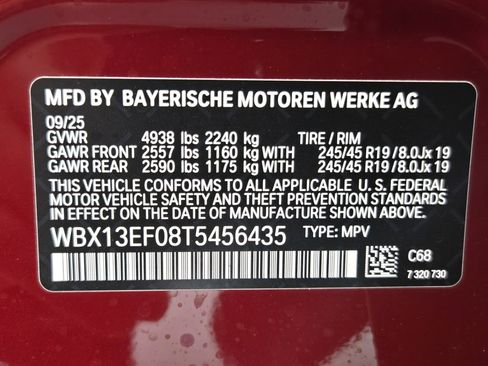 MFD BY BAYERISCHE MOTOREN WERKE AG
09/25
GVWR 4938 lbs 2240 kg TIRE / RIM
GAWR FRONT 2557 lbs 1160 kg WITH 245/45 R19 /8.0Jx 19
GAWR REAR 2590 lbs 1175 kg WITH 245/45 R19 /8.0Jx 19
THIS VEHICLE CONFORMS TO ALL APPLICABLE U. S. FEDERAL
MOTOR VEHICLE SAFETY AND THEFT PREVENTION STANDARDS
IN EFFECT ON THE DATE OF MANUFACTURE SHOWN ABOVE.
WBX13EF08T5456435 TYPE: MPV
C68
7 320 730